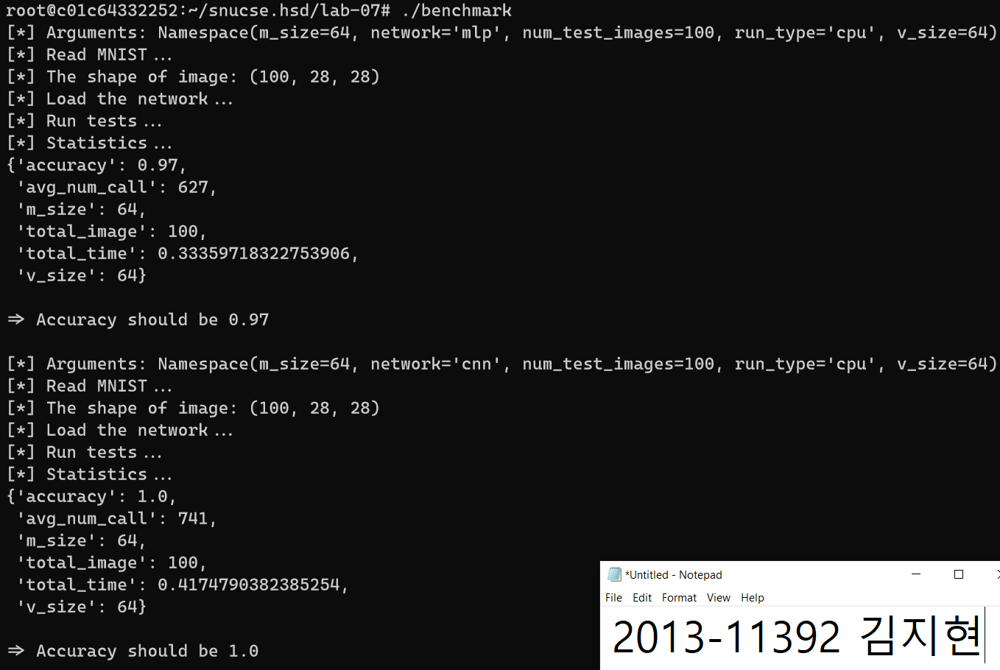 root@c01c64332252:~/snucse.hsd/lab-07# ./benchmark
[*] Arguments: Namespace(m_size=64, network='mlp', num_test_images=100, run_type='cpu', v_size=64)
[*] Read MNIST...
[*] The shape of image: (100, 28, 28)
[*] Load the network...
[*] Run tests...
[*] Statistics...
{'accuracy': 0.97,
 'avg_num_call': 627,
 'm_size': 64,
 'total_image': 100,
 'total_time': 0.33359718322753906,
 'v_size': 64}
=> Accuracy should be 0.97
[*] Arguments: Namespace(m_size=64, network='cnn', num_test_images=100, run_type='cpu', v_size=64)
[*] Read MNIST...
[*] The shape of image: (100, 28, 28)
[*] Load the network...
[*] Run tests...
[*] Statistics...
{'accuracy': 1.0,
 'avg_num_call': 741,
 'm_size': 64,
 'total_image': 100,
 'total_time': 0.4174790382385254,
 'v_size': 64}
=> Accuracy should be 1.0
*Untitled - Notepad
File Edit Format View Help
2013-11392 김지현